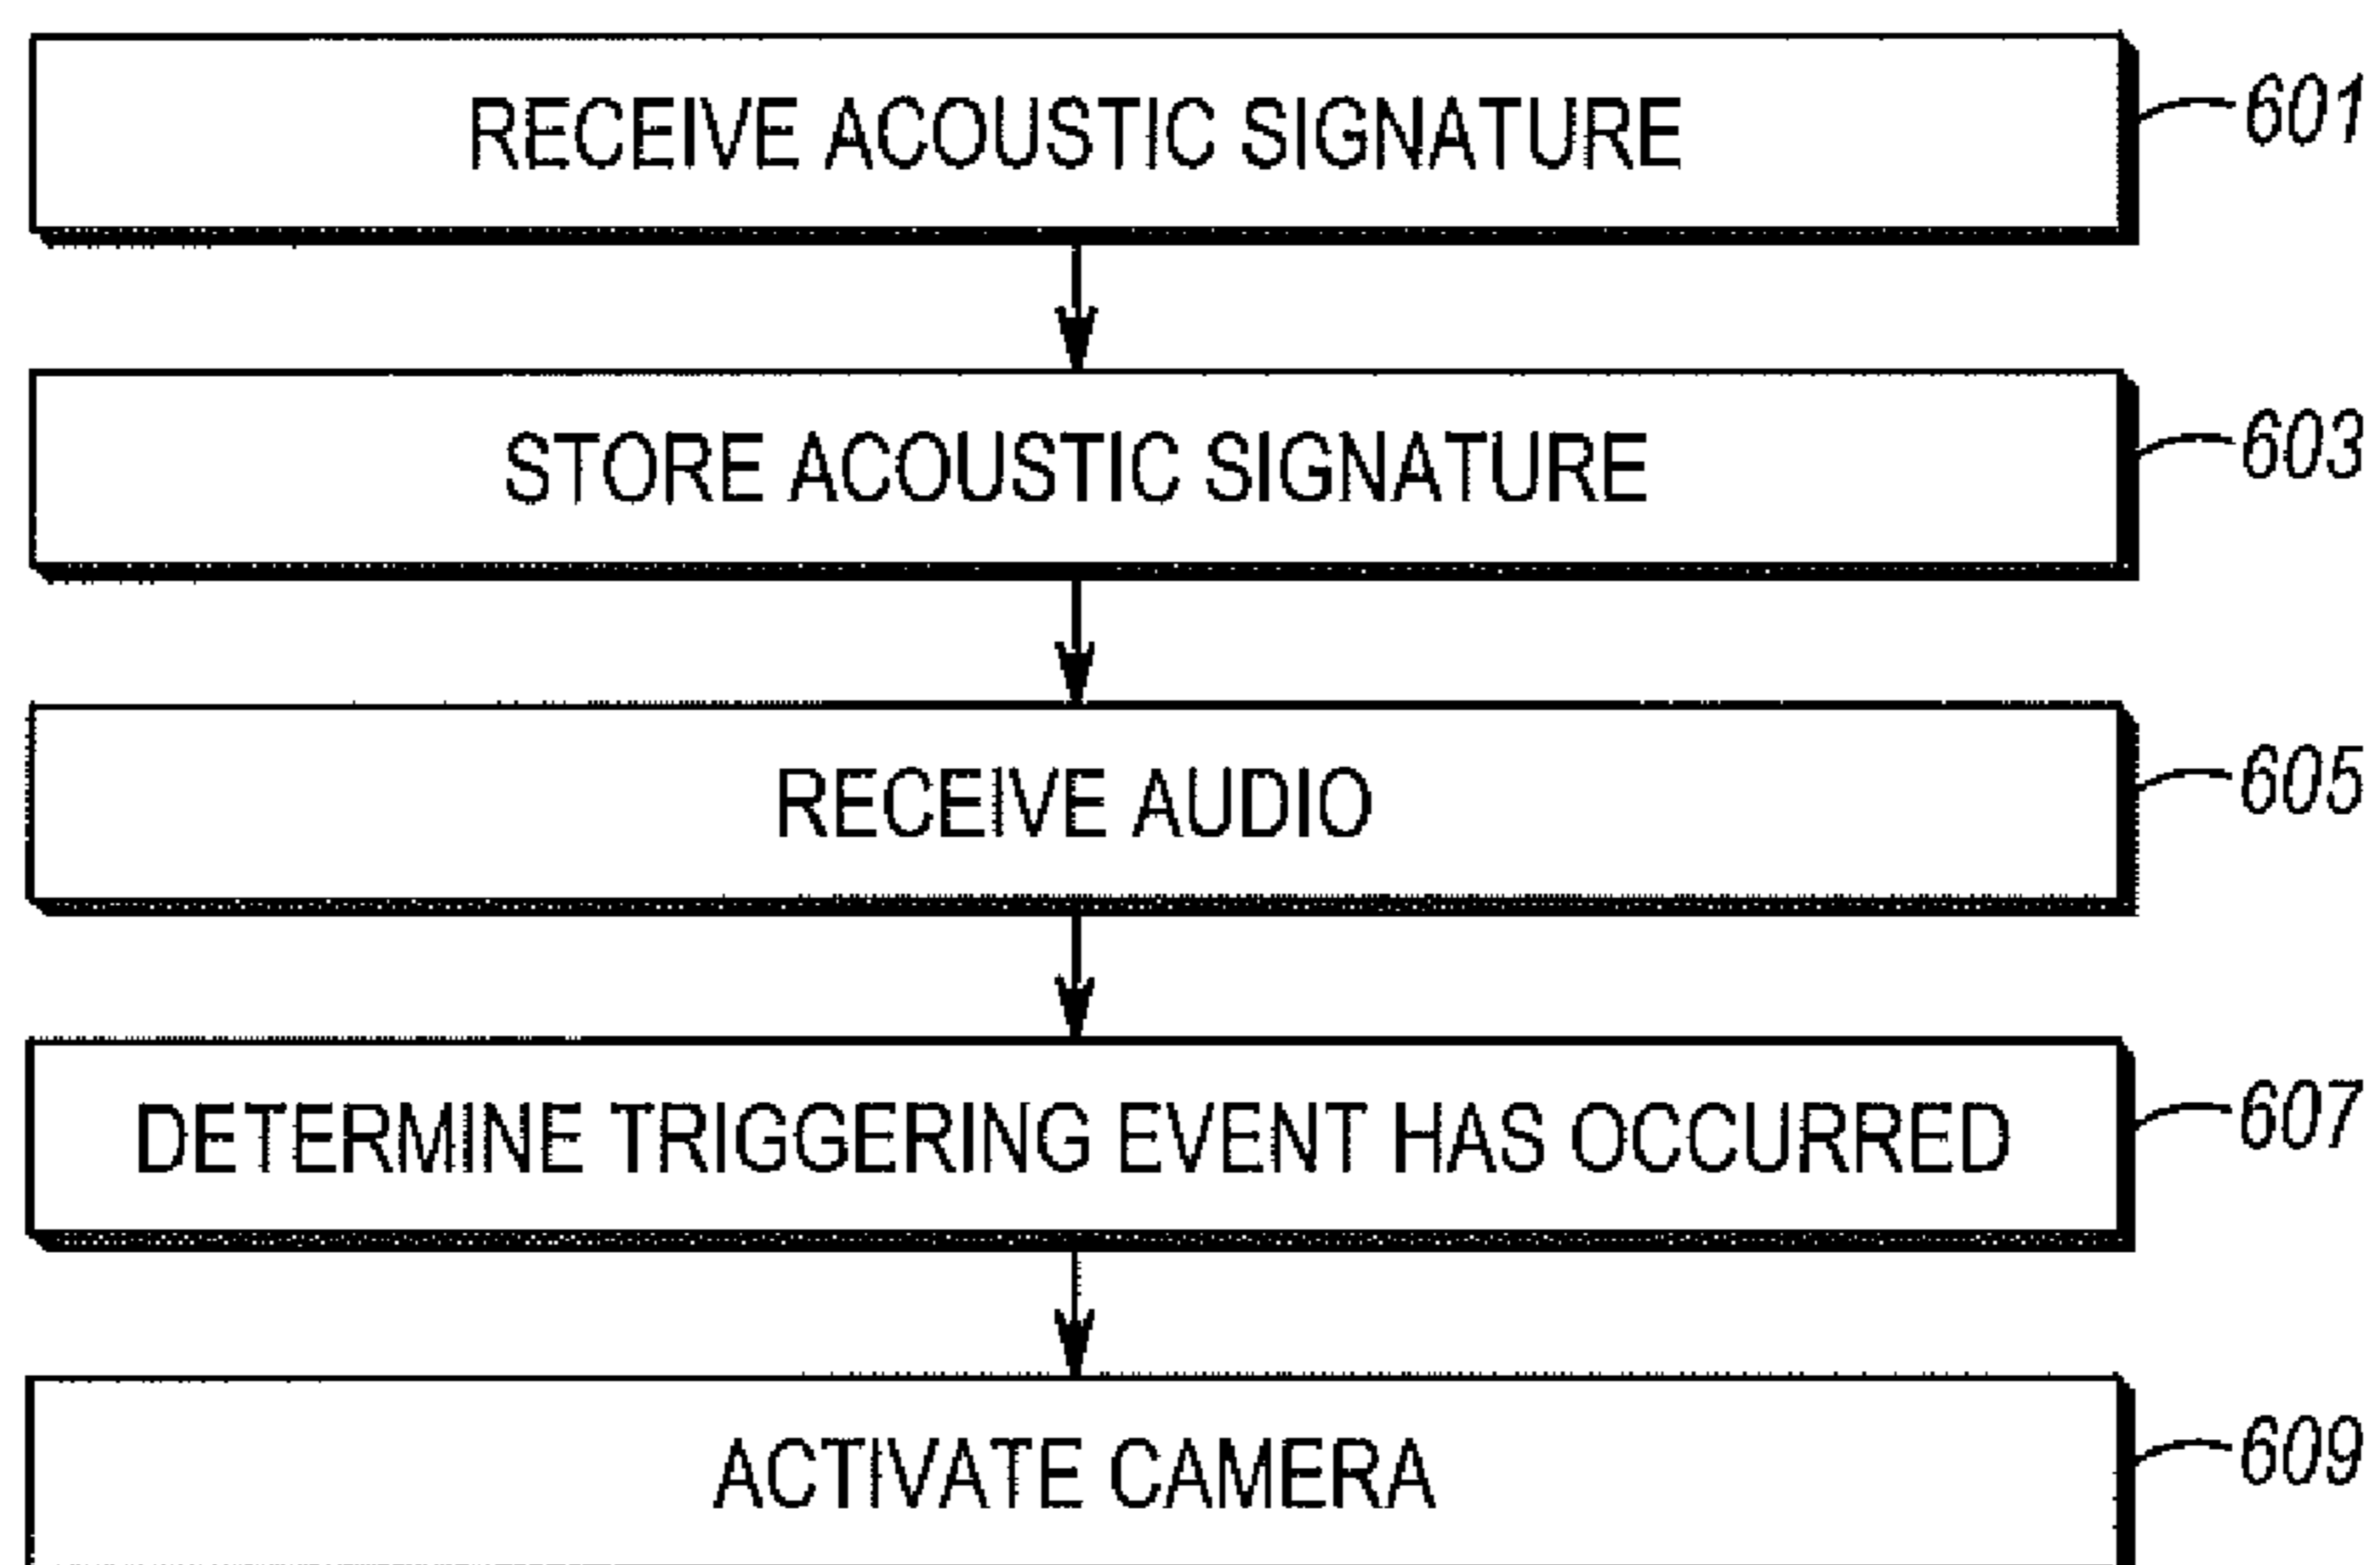 RECEIVE ACOUSTIC SIGNATURE 601
STORE ACOUSTIC SIGNATURE 603
RECEIVE AUDIO 605
DETERMINE TRIGGERING EVENT HAS OCCURRED 607
ACTIVATE CAMERA 609